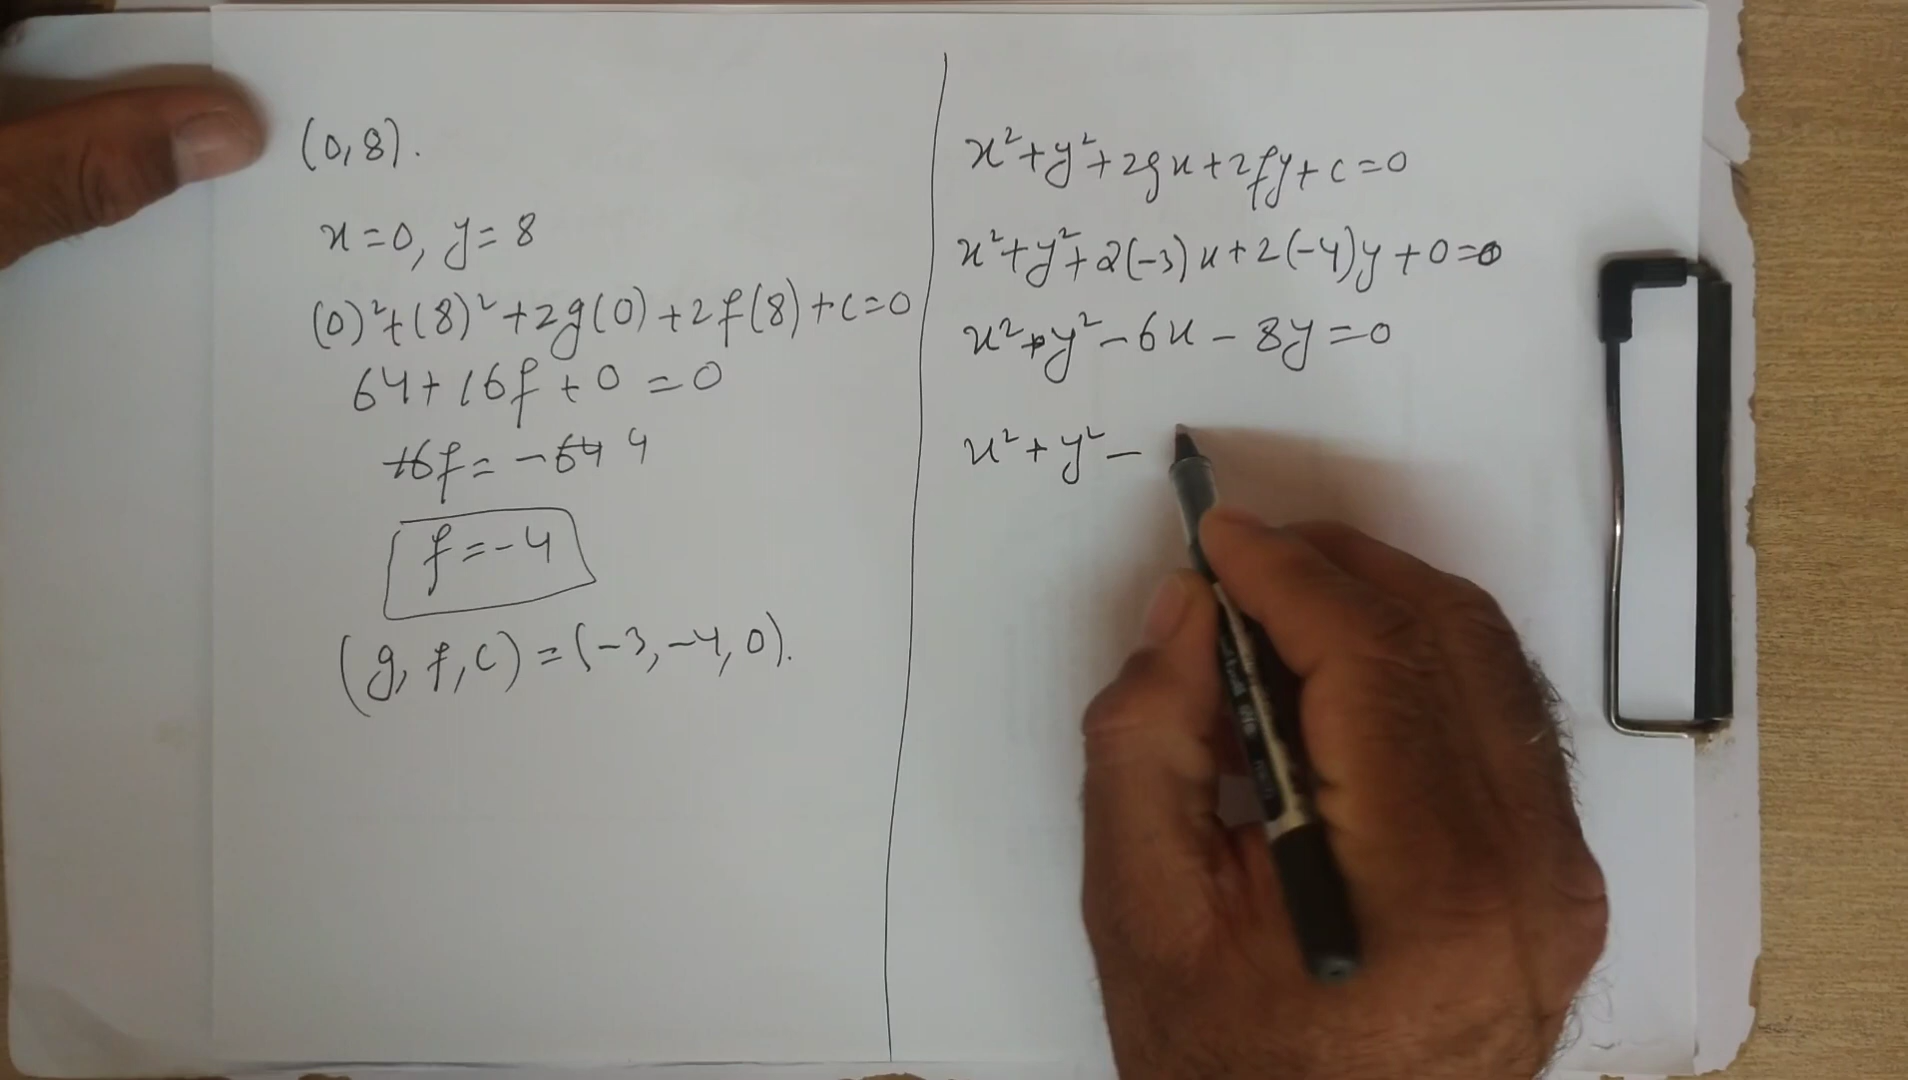 (0,8).
x=0, y=8
(0)²+(8)²+2g(0)+2f(8)+c=0
64+16f+0=0
16f=-64 4
f=-4
(g,f,c)=(-3,-4,0).
x²+y²+2gx+2fy+c=0
x²+y²+2(-3)x+2(-4)y+0=0
x²+y²-6x-8y=0
x²+y²-